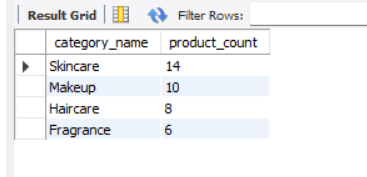 Result Grid Filter Rows:
category_name product_count
Skincare 14
Makeup 10
Haircare 8
Fragrance 6